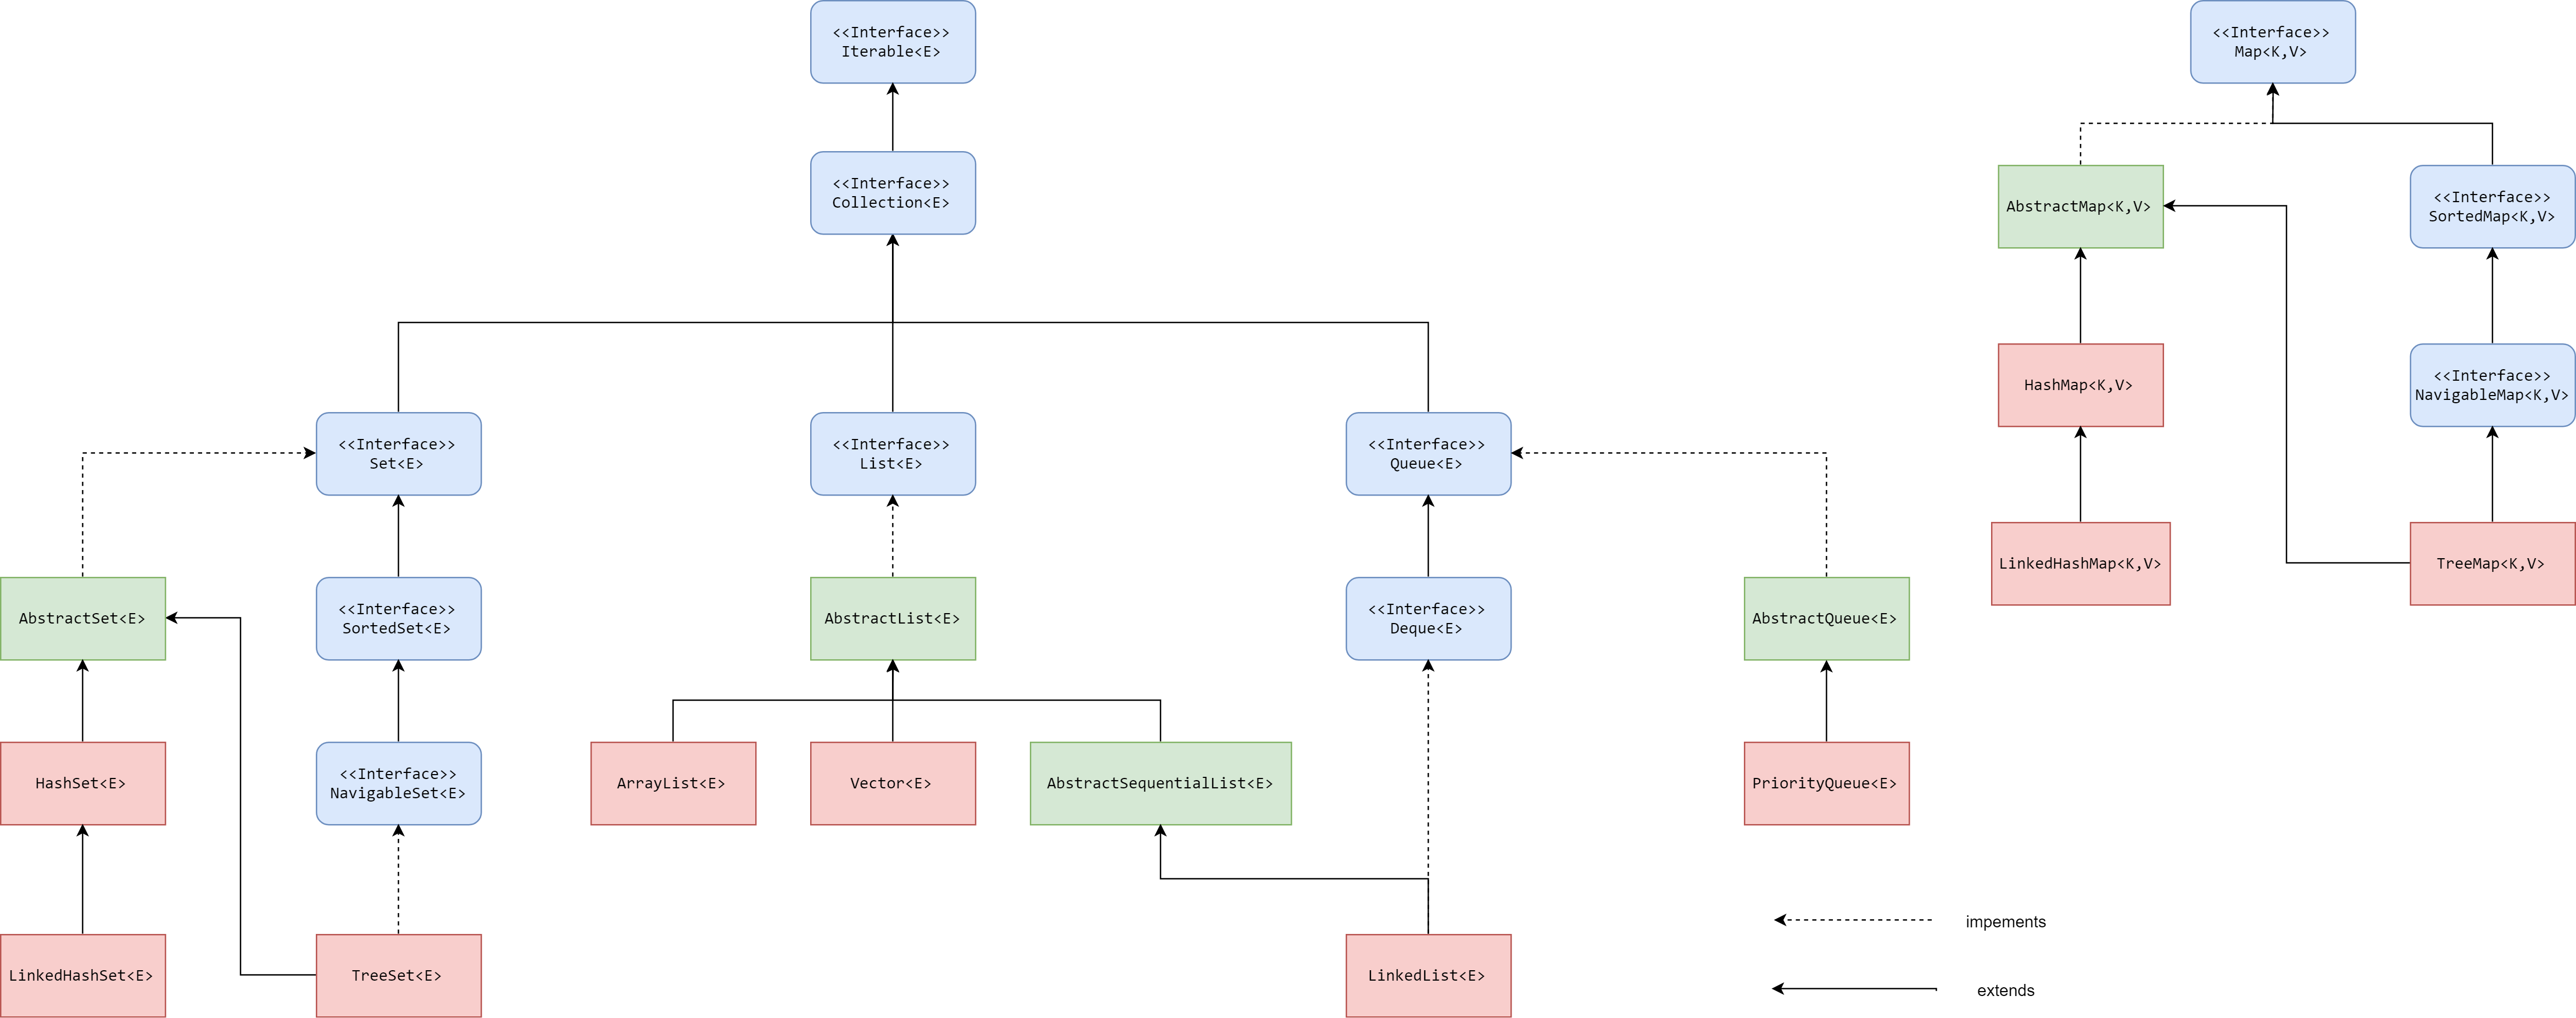 <<Interface>>
Iterable<E>
<<Interface>>
Map<K,V>
<<Interface>>
Collection<E>
AbstractMap<K,V>
<<Interface>>
SortedMap<K,V>
HashMap<K,V>
<<Interface>>
NavigableMap<K,V>
<<Interface>>
Set<E>
<<Interface>>
List<E>
<<Interface>>
Queue<E>
LinkedHashMap<K,V>
TreeMap<K,V>
AbstractSet<E>
<<Interface>>
SortedSet<E>
AbstractList<E>
<<Interface>>
Deque<E>
AbstractQueue<E>
HashSet<E>
<<Interface>>
NavigableSet<E>
ArrayList<E>
Vector<E>
AbstractSequentialList<E>
PriorityQueue<E>
impements
LinkedHashSet<E>
TreeSet<E>
LinkedList<E>
extends